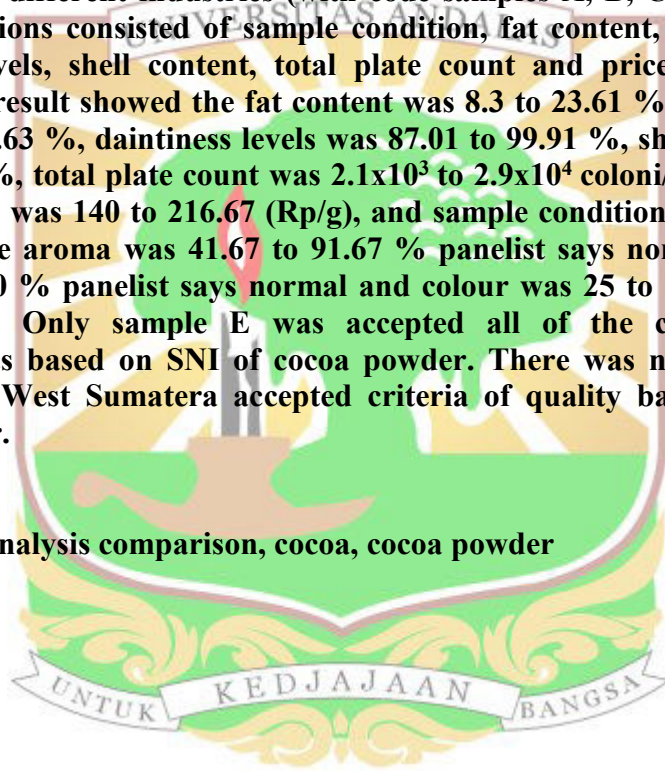 different industries (with code samples A, B, C
UNIVERSITAS ANDALAS
ions consisted of sample condition, fat content,
vels, shell content, total plate count and price
result showed the fat content was 8.3 to 23.61 %
.63 %, daintiness levels was 87.01 to 99.91 %, sh
%, total plate count was 2.1x10³ to 2.9x10⁴ coloni/
was 140 to 216.67 (Rp/g), and sample condition
e aroma was 41.67 to 91.67 % panelist says nor
0 % panelist says normal and colour was 25 to
Only sample E was accepted all of the c
s based on SNI of cocoa powder. There was n
West Sumatera accepted criteria of quality ba
r.
nalysis comparison, cocoa, cocoa powder
UNTUK KEDJAJAAN BANGSA